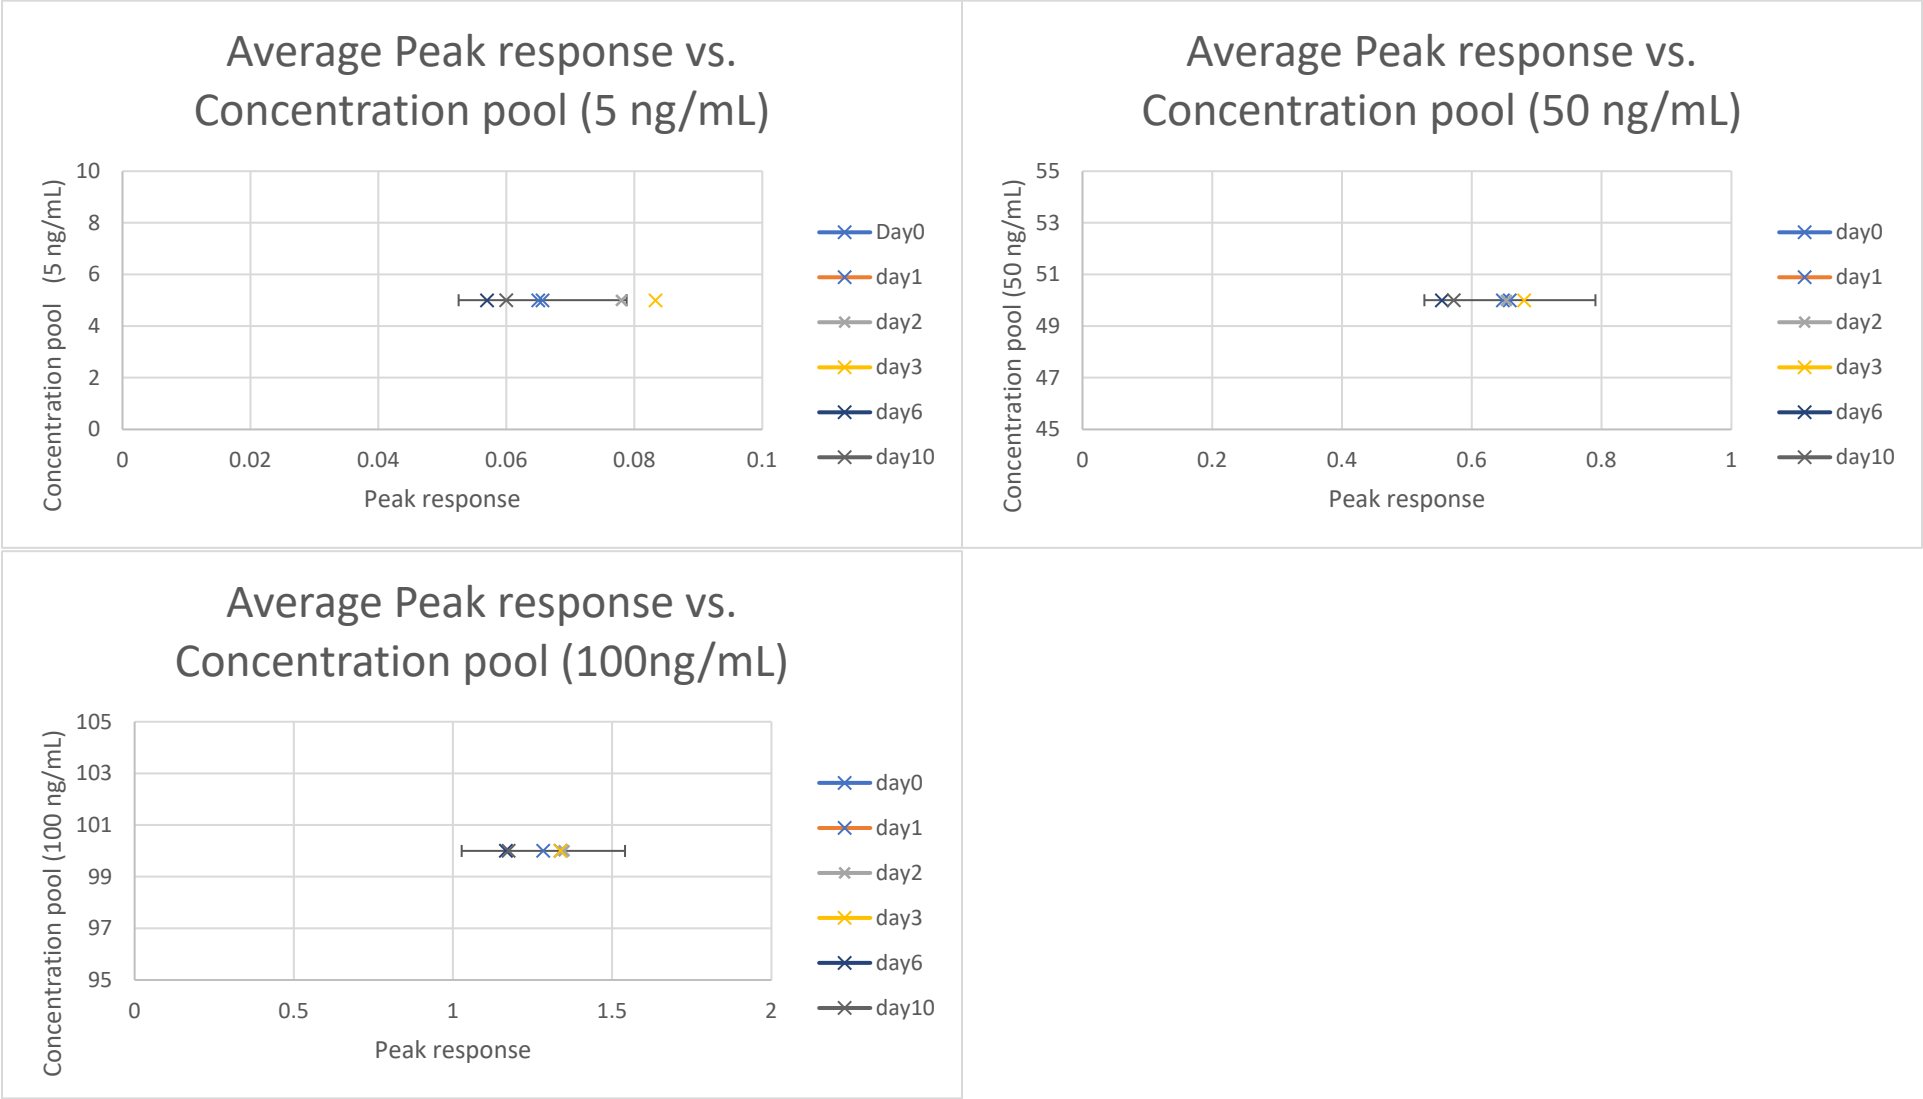 Average Peak response vs.
Concentration pool (5 ng/mL)
Concentration pool (5 ng/mL)
10
8
6
4
2
0
0 0.02 0.04 0.06 0.08 0.1
Peak response
Day0
day1
day2
day3
day6
day10
Average Peak response vs.
Concentration pool (50 ng/mL)
Concentration pool (50 ng/mL)
55
53
51
49
47
45
0 0.2 0.4 0.6 0.8 1
Peak response
day0
day1
day2
day3
day6
day10
Average Peak response vs.
Concentration pool (100ng/mL)
Concentration pool (100 ng/mL)
105
103
101
99
97
95
0 0.5 1 1.5 2
Peak response
day0
day1
day2
day3
day6
day10